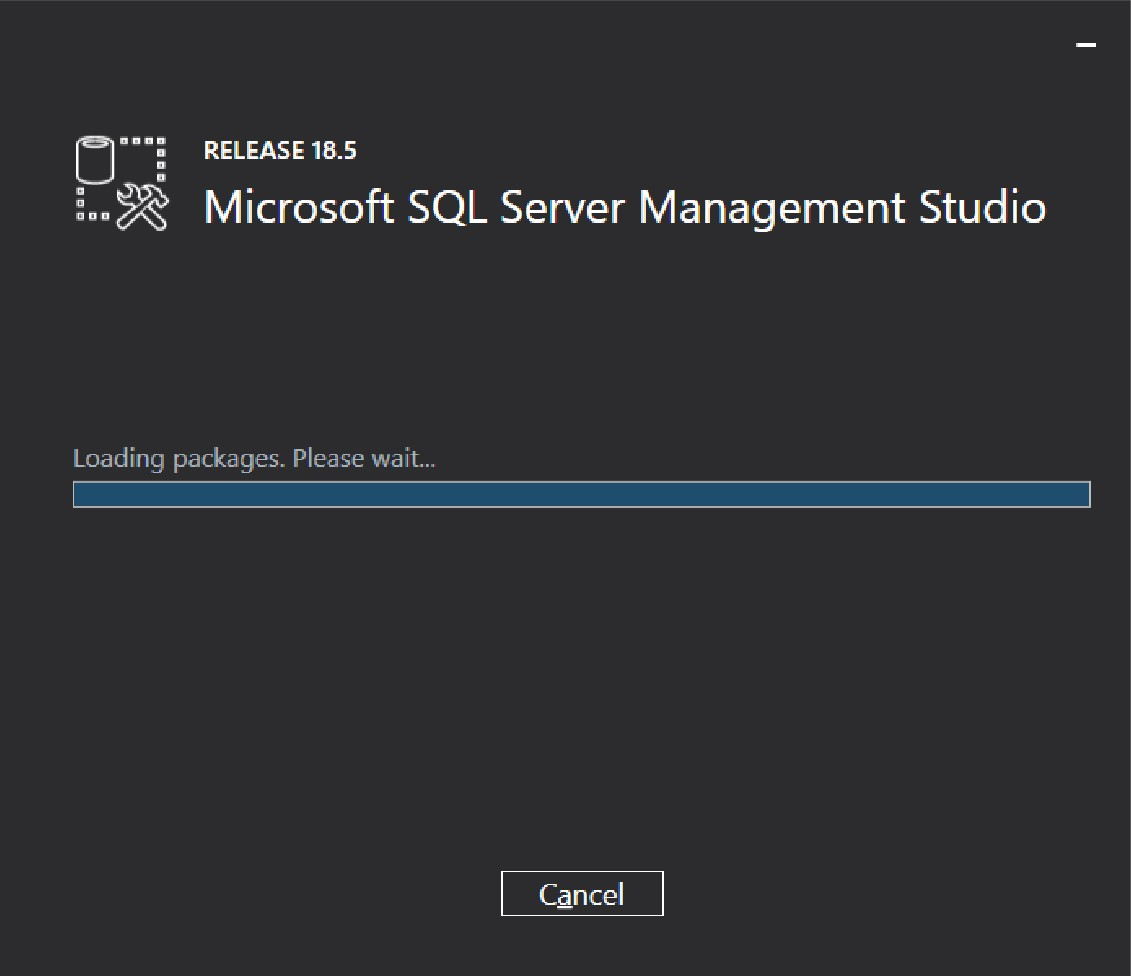 RELEASE 18.5
Microsoft SQL Server Management Studio
Loading packages. Please wait...
Cancel